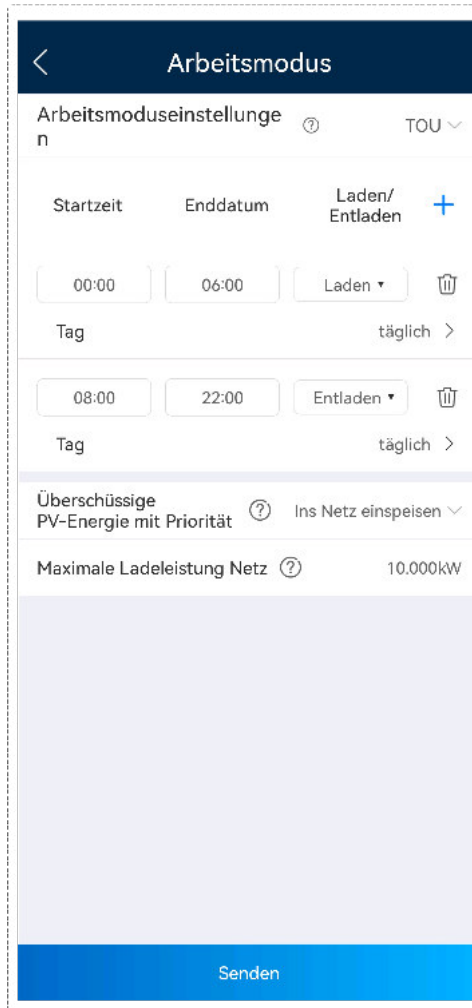 Arbeitsmodus
Arbeitsmoduseinstellunge
n
TOU
Startzeit Enddatum Laden/
Entladen
00:00 06:00 Laden
Tag täglich
08:00 22:00 Entladen
Tag täglich
Überschüssige
PV-Energie mit Priorität Ins Netz einspeisen
Maximale Ladeleistung Netz 10.000kW
Senden